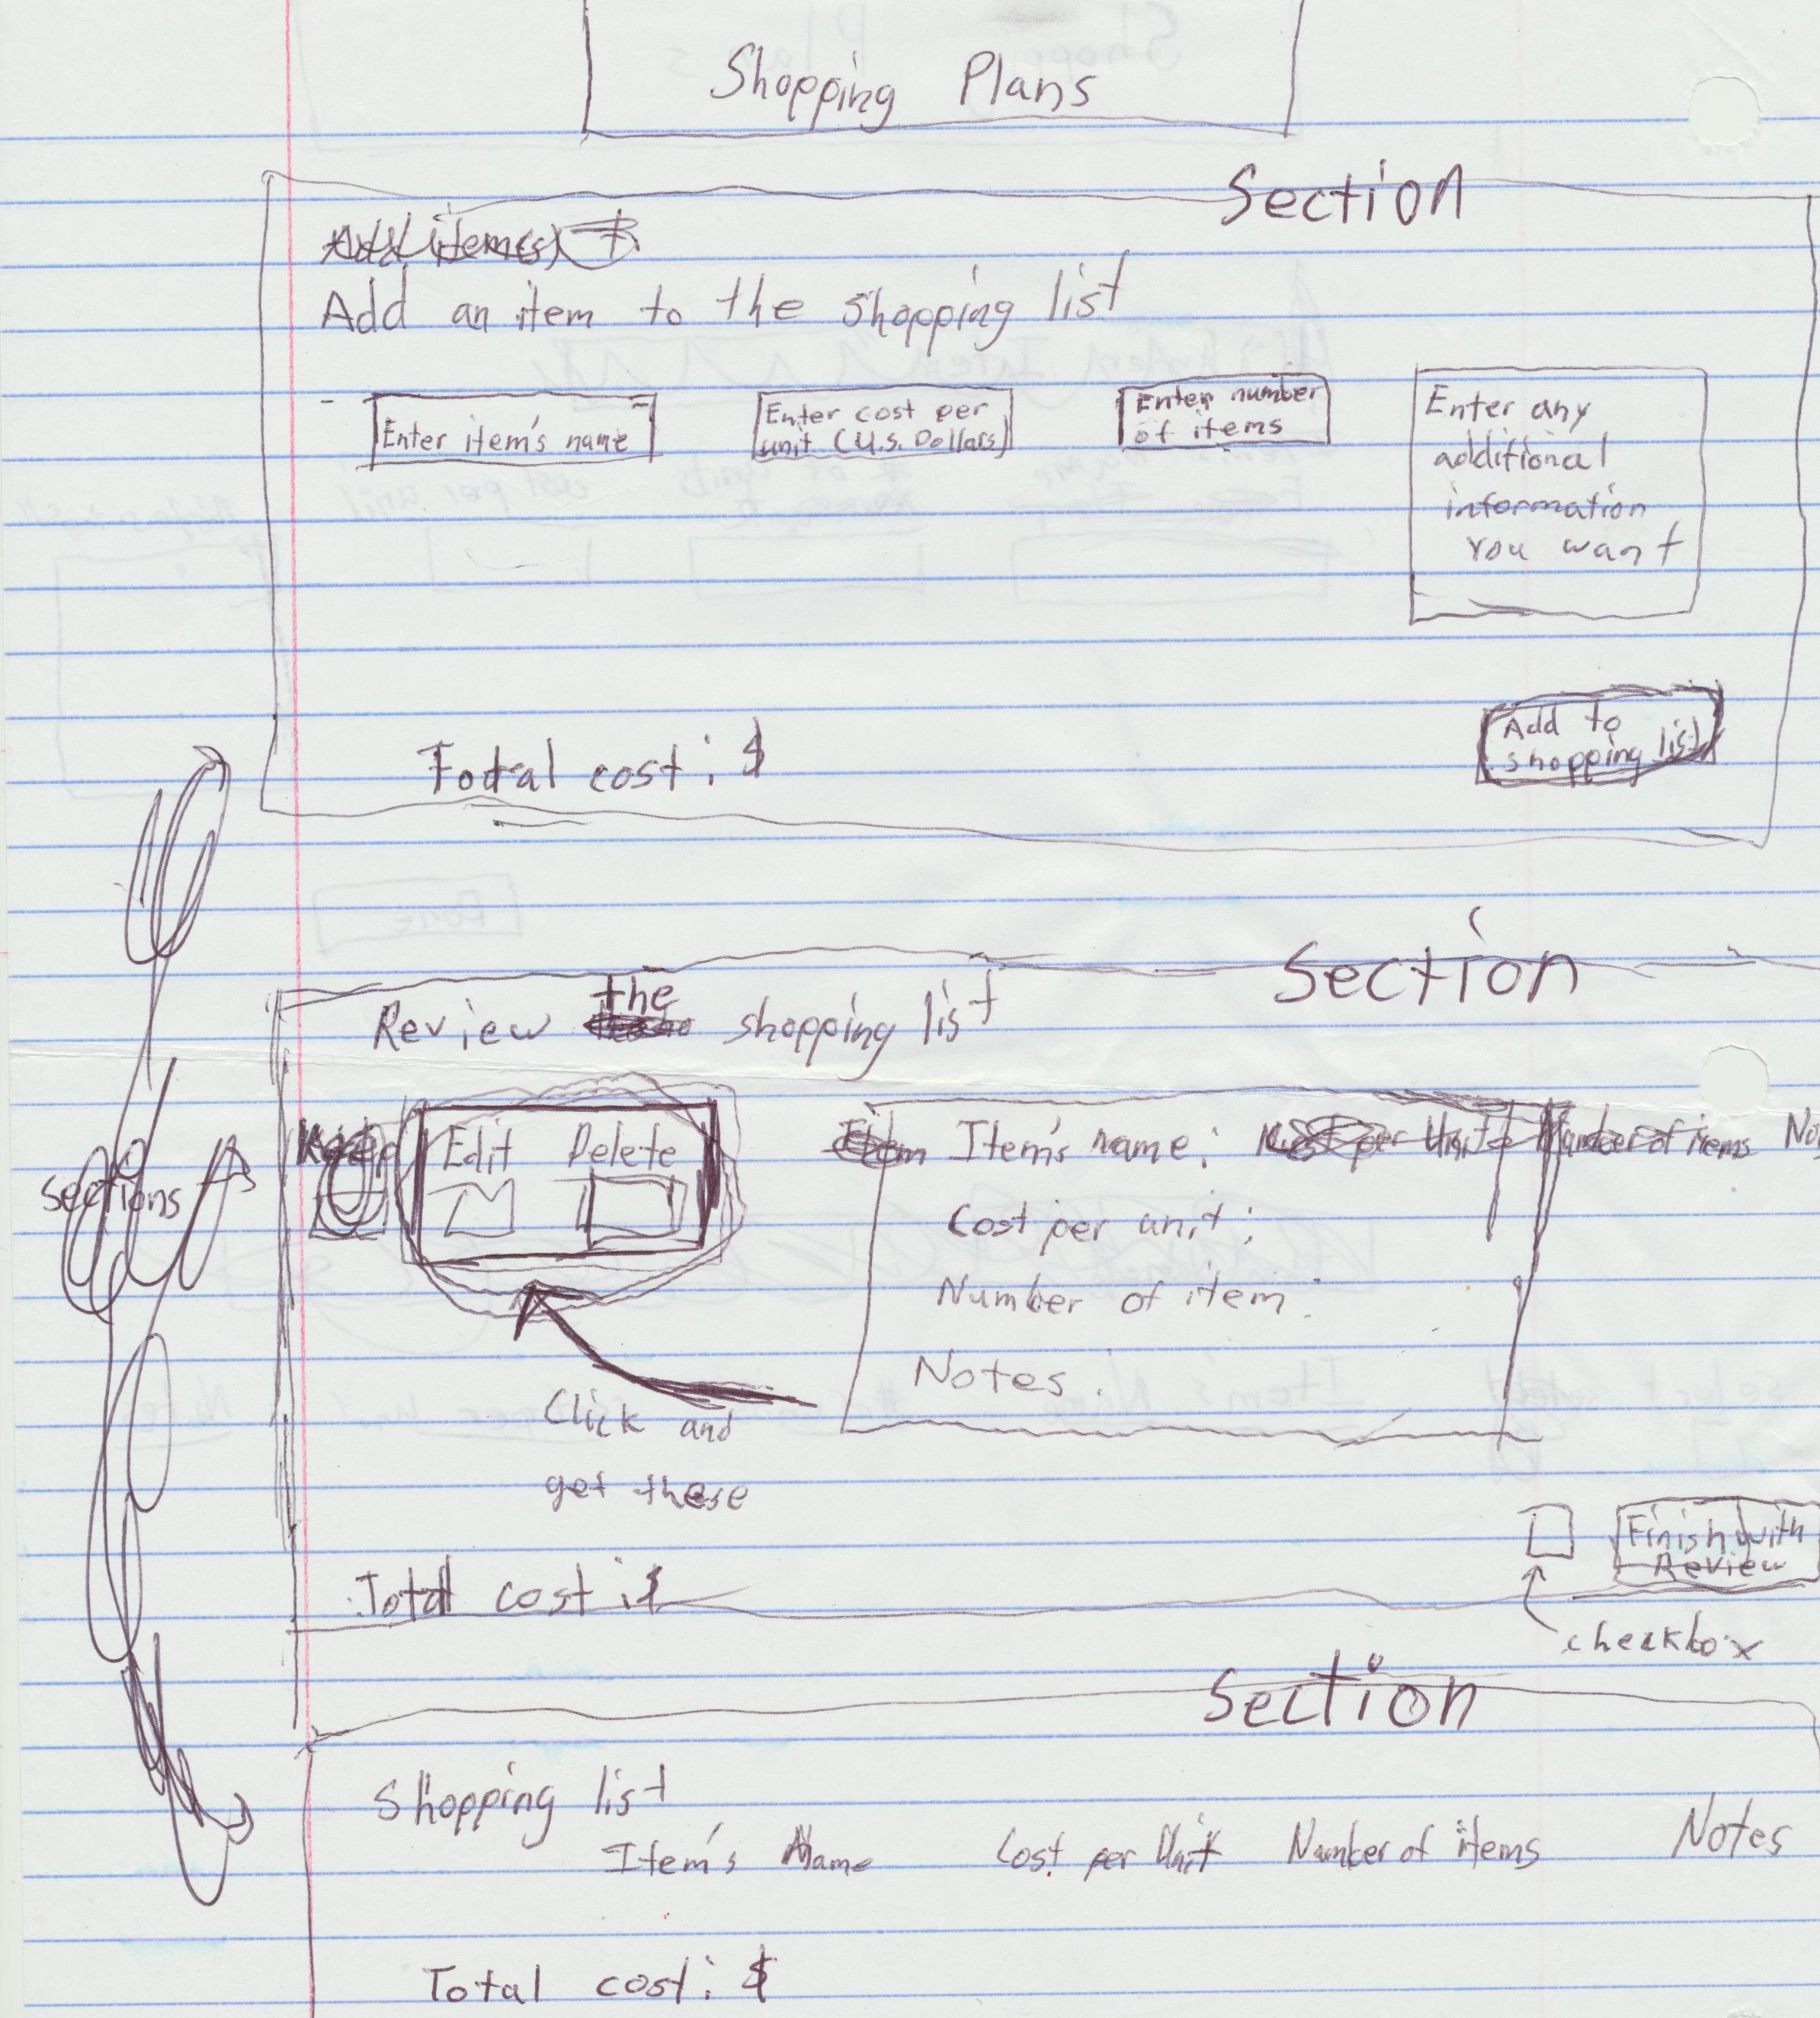 Shopping Plans
Section
Add item(s)
Add an item to the shopping list
Enter item's name
Enter cost per
unit (U.S. Dollars)
Enter number
of items
Enter any
additional
information
you want
Total cost: $
Add to
shopping list
Section
the
Review shopping list
sections
Edit Delete
Item Item's name: Cost per Unit Number of items No
Cost per unit:
Number of item:
Notes:
Click and
get these
Finish with
Review
Total cost: $
checkbox
Section
Shopping list
Item's Name Cost per Unit Number of items Notes
Total cost: $